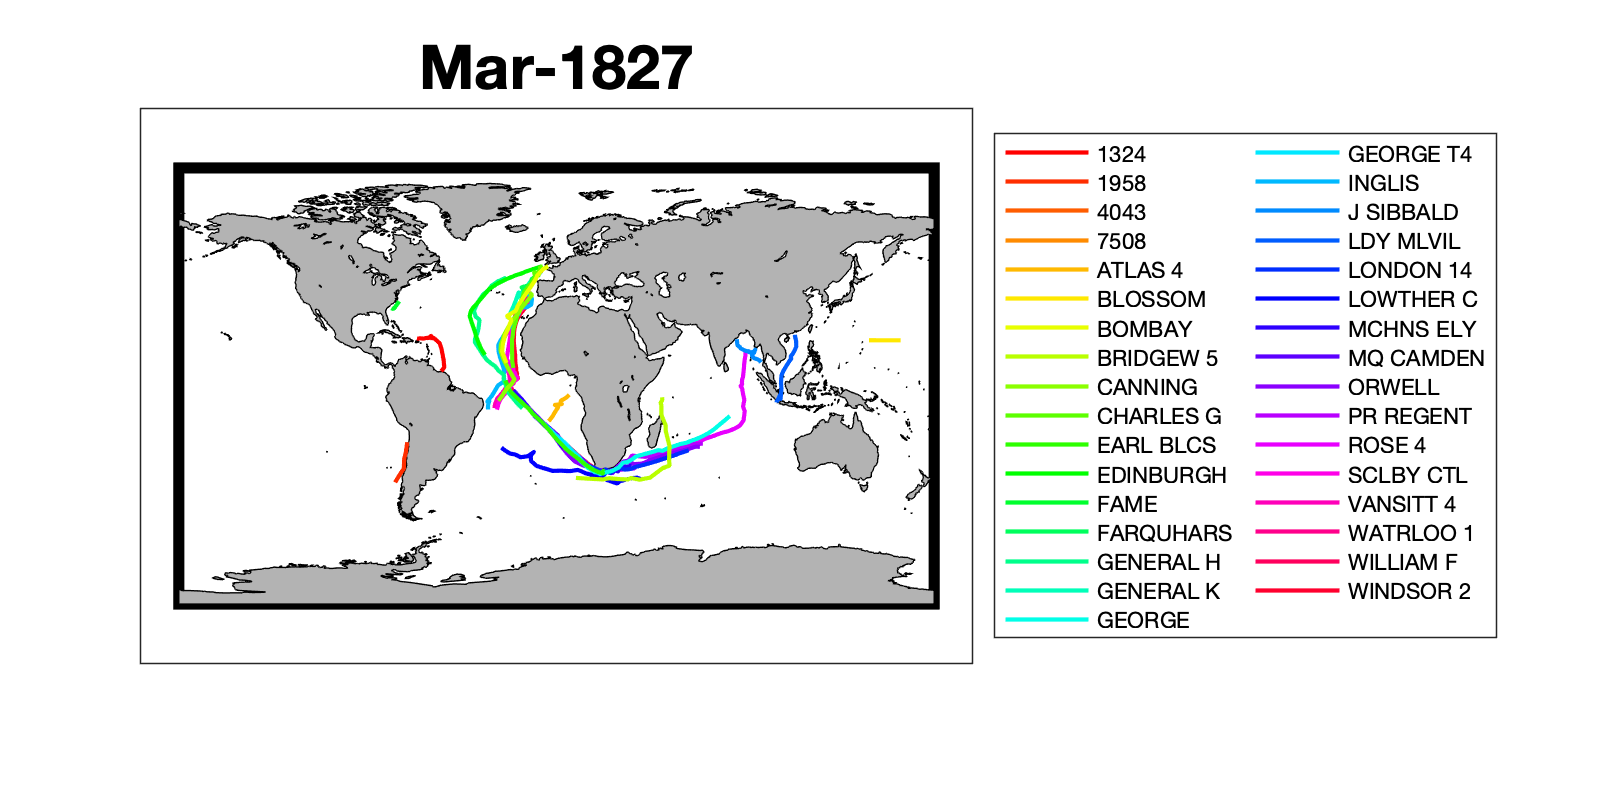 Mar-1827
1324
1958
4043
7508
ATLAS 4
BLOSSOM
BOMBAY
BRIDGEW 5
CANNING
CHARLES G
EARL BLCS
EDINBURGH
FAME
FARQUHARS
GENERAL H
GENERAL K
GEORGE
GEORGE T4
INGLIS
J SIBBALD
LDY MLVIL
LONDON 14
LOWTHER C
MCHNS ELY
MQ CAMDEN
ORWELL
PR REGENT
ROSE 4
SCLBY CTL
VANSITT 4
WATRLOO 1
WILLIAM F
WINDSOR 2